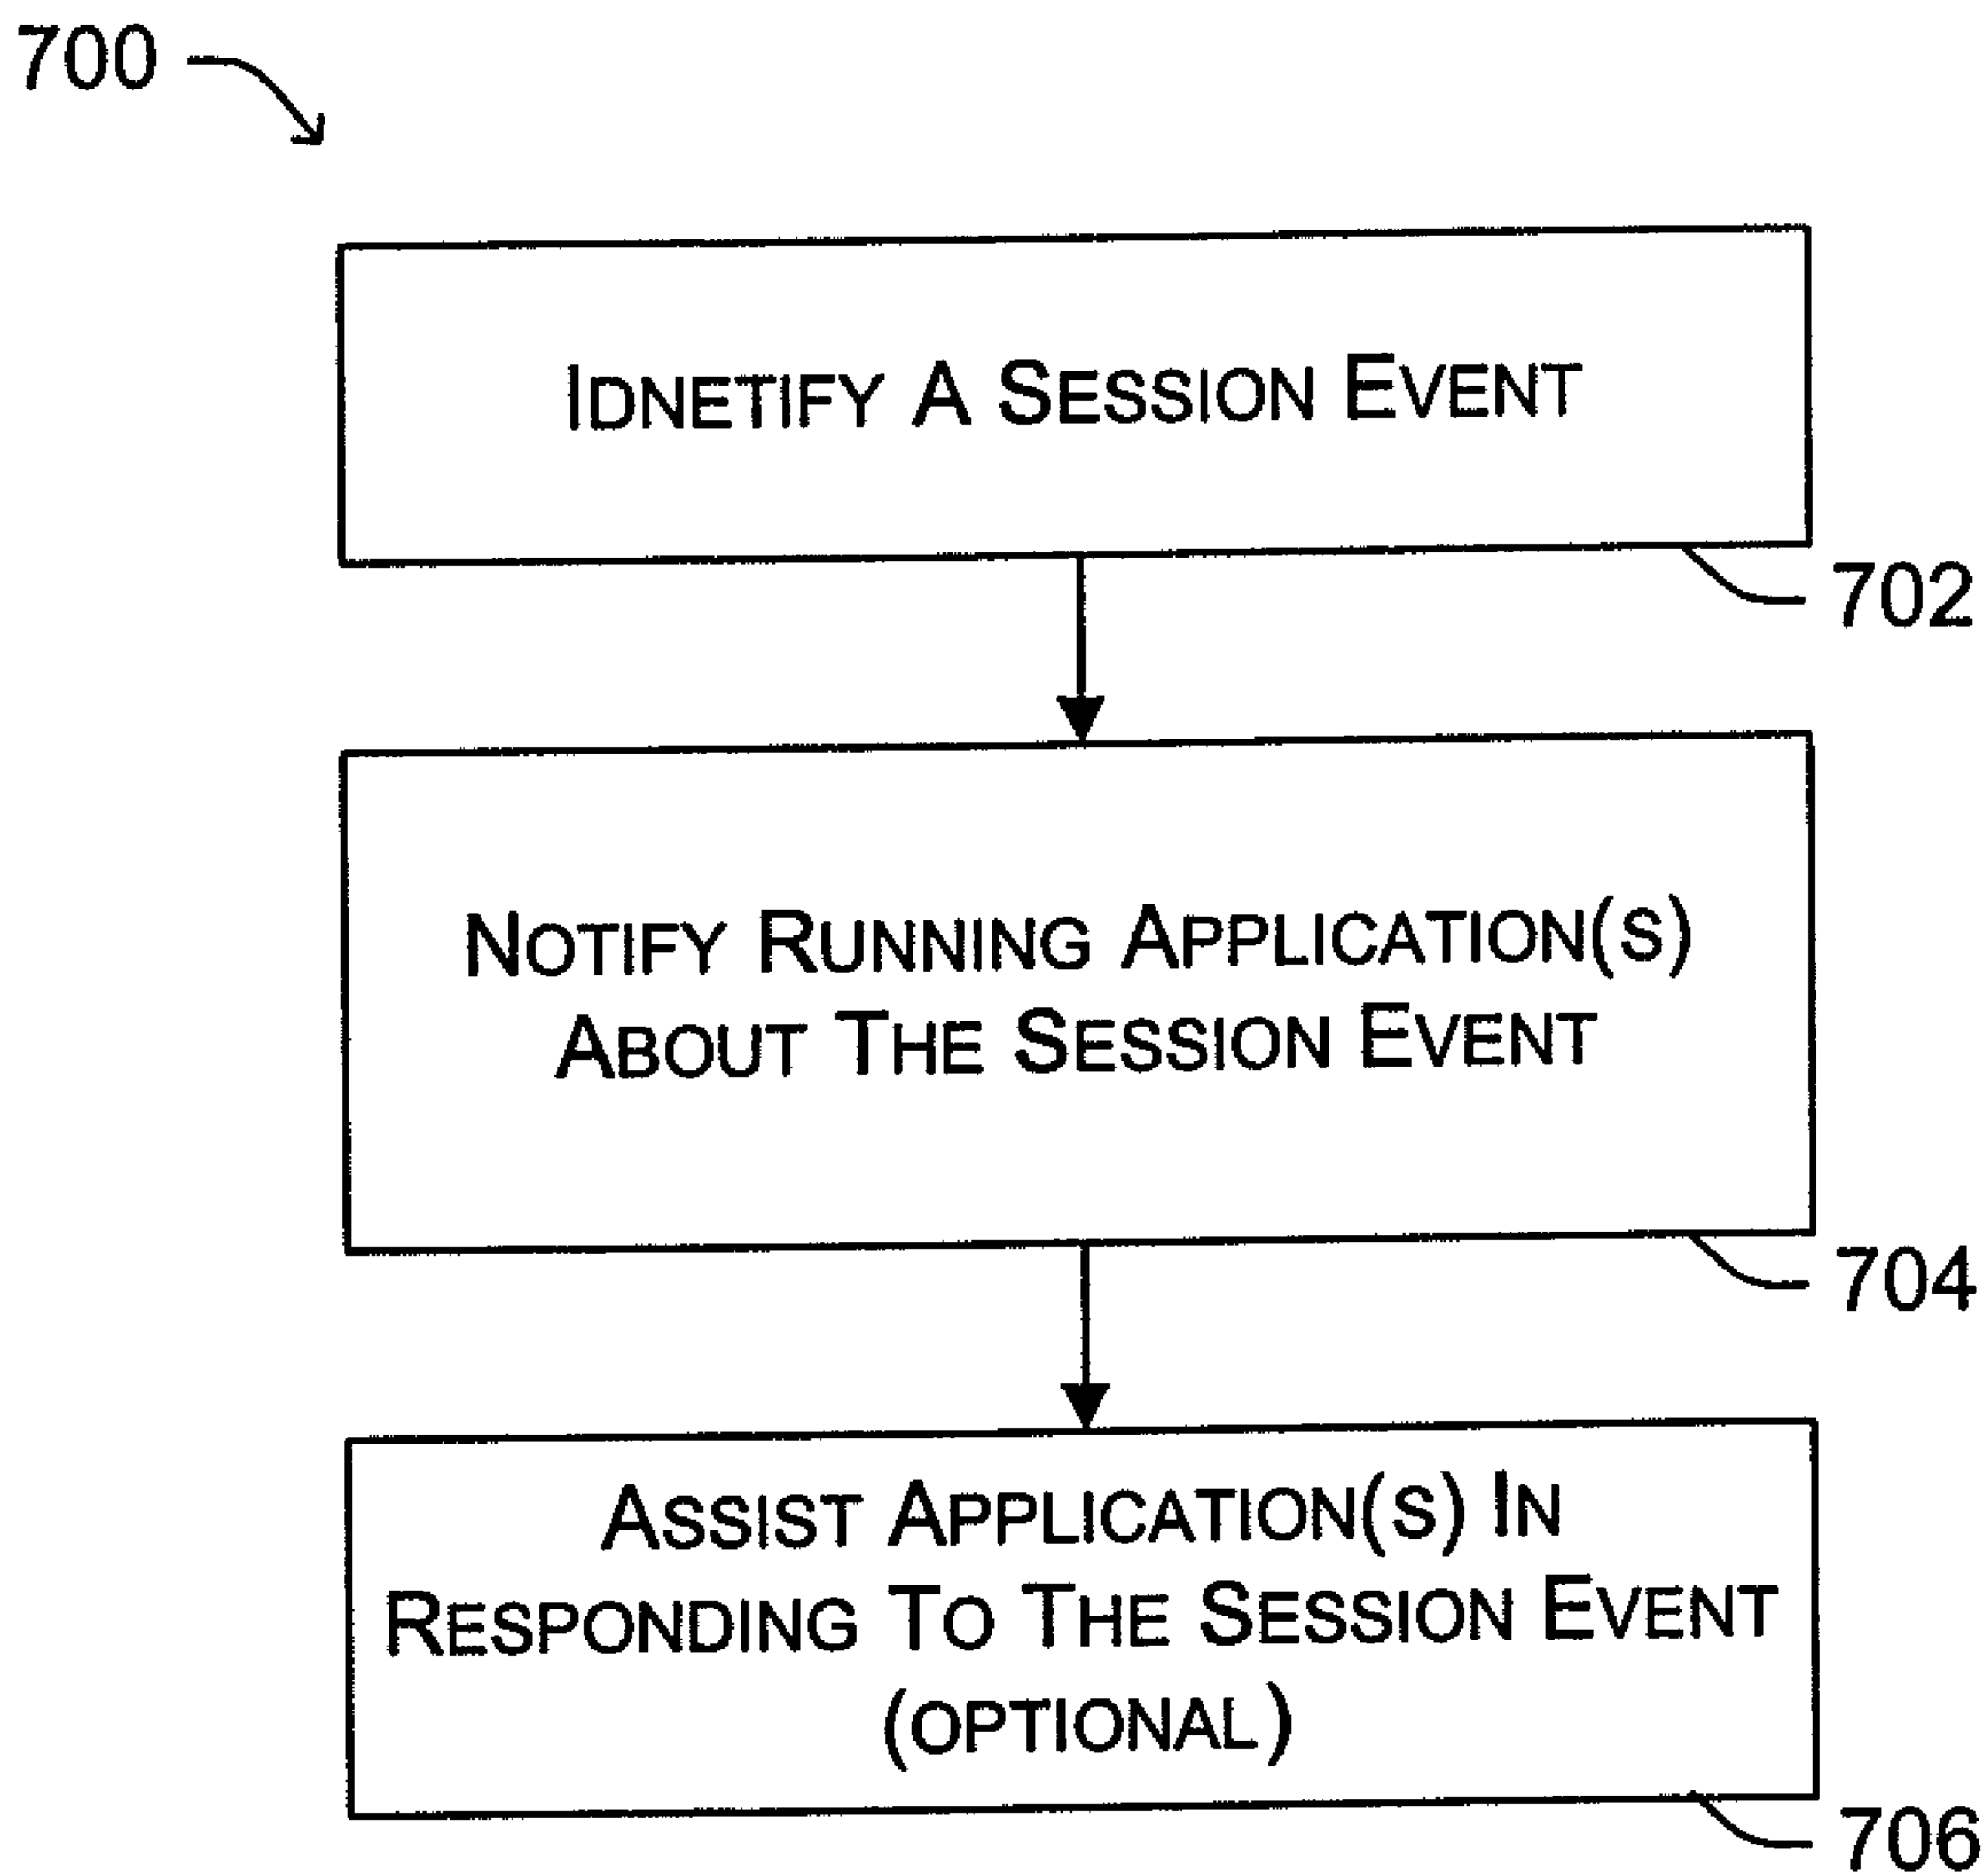 700
IDNETIFY A SESSION EVENT
702
NOTIFY RUNNING APPLICATION(S)
ABOUT THE SESSION EVENT
704
ASSIST APPLICATION(S) IN
RESPONDING TO THE SESSION EVENT
(OPTIONAL)
706